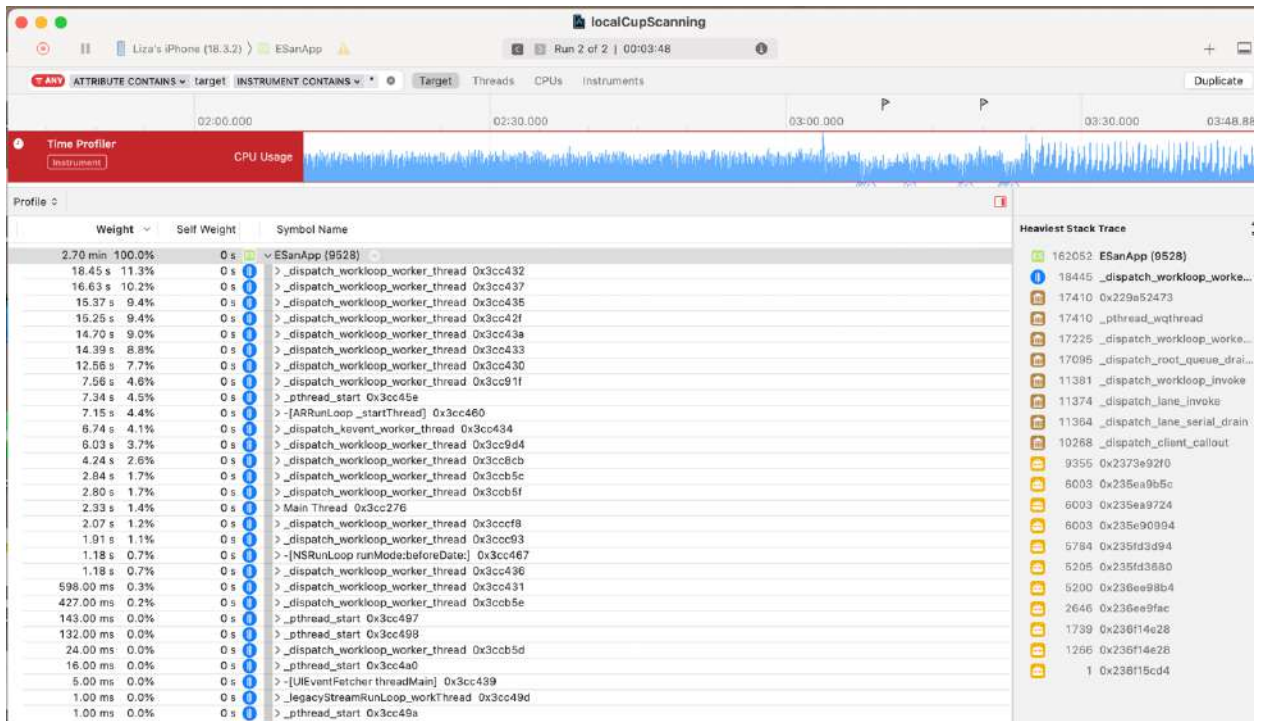 localCupScanning
Liza's iPhone (18.3.2) ESanApp Run 2 of 2 | 00:03:48
ANY ATTRIBUTE CONTAINS target INSTRUMENT CONTAINS * Target Threads CPUs Instruments Duplicate
02:00.000 02:30.000 03:00.000 03:30.000 03:48.88
Time Profiler
Instrument
CPU Usage
Profile
Weight Self Weight Symbol Name
2.70 min 100.0% 0 s ESanApp (9528)
18.45 s 11.3% 0 s _dispatch_workloop_worker_thread 0x3cc432
16.63 s 10.2% 0 s _dispatch_workloop_worker_thread 0x3cc437
15.37 s 9.4% 0 s _dispatch_workloop_worker_thread 0x3cc435
15.25 s 9.4% 0 s _dispatch_workloop_worker_thread 0x3cc42f
14.70 s 9.0% 0 s _dispatch_workloop_worker_thread 0x3cc43a
14.39 s 8.8% 0 s _dispatch_workloop_worker_thread 0x3cc433
12.56 s 7.7% 0 s _dispatch_workloop_worker_thread 0x3cc430
7.56 s 4.6% 0 s _dispatch_workloop_worker_thread 0x3cc91f
7.34 s 4.5% 0 s _pthread_start 0x3cc45e
7.15 s 4.4% 0 s -[ARRunLoop _startThread] 0x3cc460
6.74 s 4.1% 0 s _dispatch_kevent_worker_thread 0x3cc434
6.03 s 3.7% 0 s _dispatch_workloop_worker_thread 0x3cc9d4
4.24 s 2.6% 0 s _dispatch_workloop_worker_thread 0x3cc8cb
2.84 s 1.7% 0 s _dispatch_workloop_worker_thread 0x3ccb5c
2.80 s 1.7% 0 s _dispatch_workloop_worker_thread 0x3ccb5f
2.33 s 1.4% 0 s Main Thread 0x3cc276
2.07 s 1.2% 0 s _dispatch_workloop_worker_thread 0x3cccf8
1.91 s 1.1% 0 s _dispatch_workloop_worker_thread 0x3ccc93
1.18 s 0.7% 0 s -[NSRunLoop runMode:beforeDate:] 0x3cc467
1.18 s 0.7% 0 s _dispatch_workloop_worker_thread 0x3cc436
598.00 ms 0.3% 0 s _dispatch_workloop_worker_thread 0x3cc431
427.00 ms 0.2% 0 s _dispatch_workloop_worker_thread 0x3ccb5e
143.00 ms 0.0% 0 s _pthread_start 0x3cc497
132.00 ms 0.0% 0 s _pthread_start 0x3cc498
24.00 ms 0.0% 0 s _dispatch_workloop_worker_thread 0x3ccb5d
16.00 ms 0.0% 0 s _pthread_start 0x3cc4a0
5.00 ms 0.0% 0 s -[UIEventFetcher threadMain] 0x3cc439
1.00 ms 0.0% 0 s _legacyStreamRunLoop_workThread 0x3cc49d
1.00 ms 0.0% 0 s _pthread_start 0x3cc49a
Heaviest Stack Trace
162052 ESanApp (9528)
18445 _dispatch_workloop_worke...
17410 0x229e52473
17410 _pthread_wqthread
17225 _dispatch_workloop_worke...
17095 _dispatch_root_queue_drai...
11381 _dispatch_workloop_invoke
11374 _dispatch_lane_invoke
11364 _dispatch_lane_serial_drain
10268 _dispatch_client_callout
9355 0x2373e92f0
6003 0x235ea9b5c
6003 0x235ea9724
6003 0x235e90994
5784 0x235fd3d94
5205 0x235fd3680
5200 0x236ee98b4
2646 0x236ee9fac
1739 0x236f14e28
1266 0x236f14e28
1 0x236f15cd4